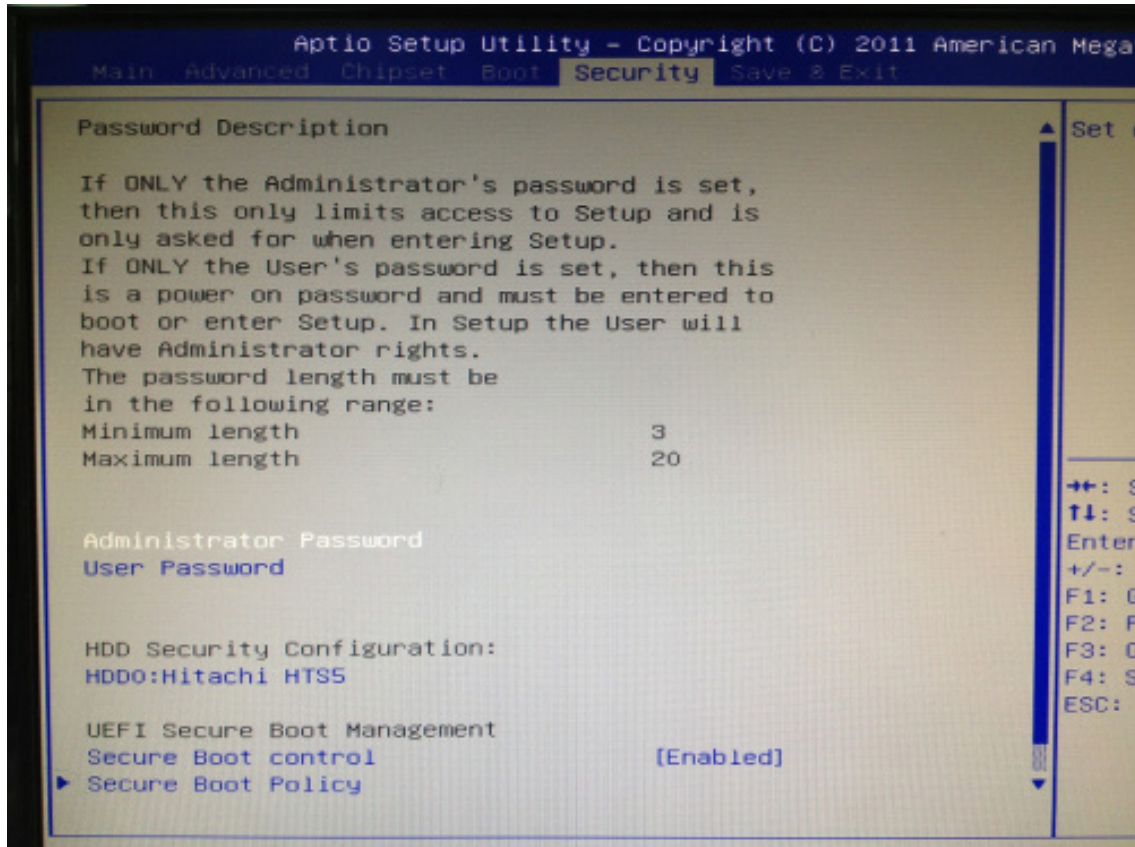 Aptio Setup Utility – Copyright (C) 2011 American Mega
Main Advanced Chipset Boot Security Save & Exit
Password Description
Set
If ONLY the Administrator's password is set,
then this only limits access to Setup and is
only asked for when entering Setup.
If ONLY the User's password is set, then this
is a power on password and must be entered to
boot or enter Setup. In Setup the User will
have Administrator rights.
The password length must be
in the following range:
Minimum length 3
Maximum length 20
Administrator Password
User Password
HDD Security Configuration:
HDD0:Hitachi HTS5
UEFI Secure Boot Management
Secure Boot control [Enabled]
Secure Boot Policy
→←: S
↑↓: S
Enter
+/-:
F1: G
F2: P
F3: O
F4: S
ESC: